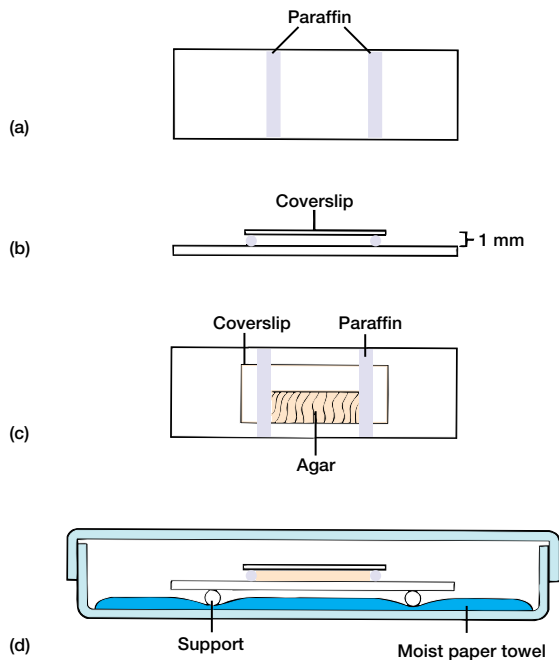 Paraffin
(a)
Coverslip
1 mm
(b)
Coverslip
Paraffin
(c)
Agar
(d)
Support
Moist paper towel